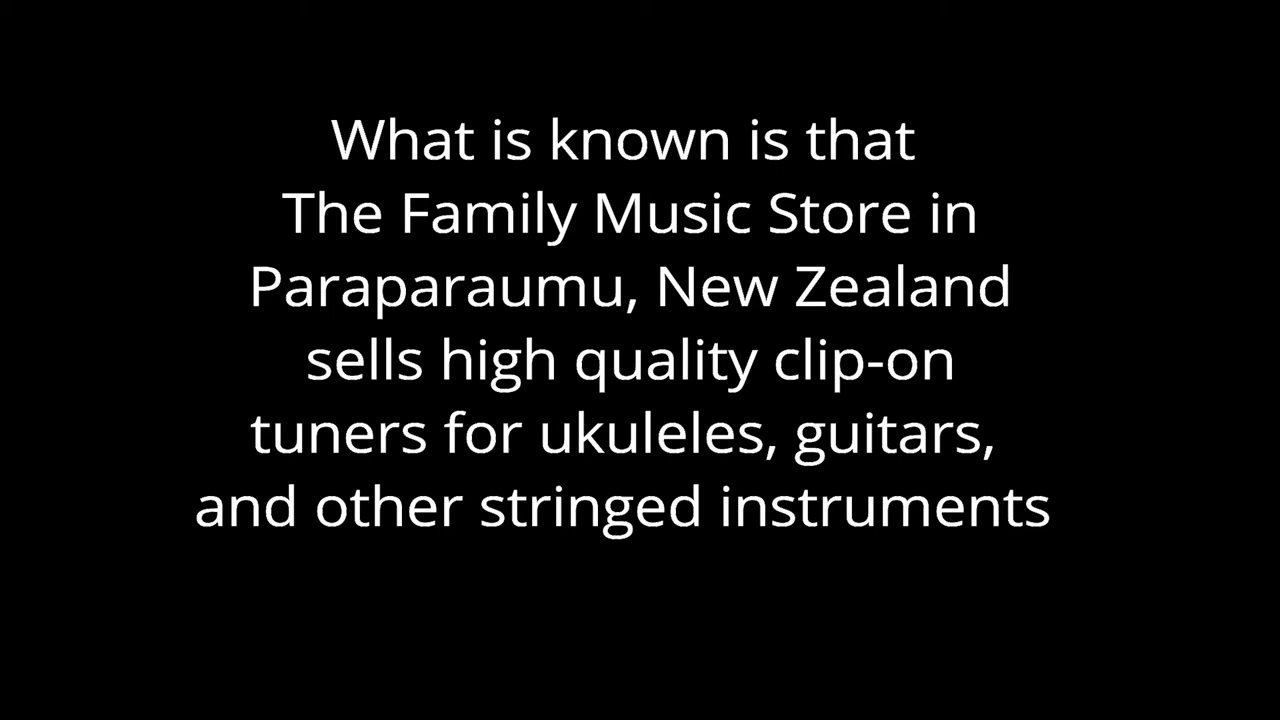 What is known is that
The Family Music Store in
Paraparaumu, New Zealand
sells high quality clip-on
tuners for ukuleles, guitars,
and other stringed instruments